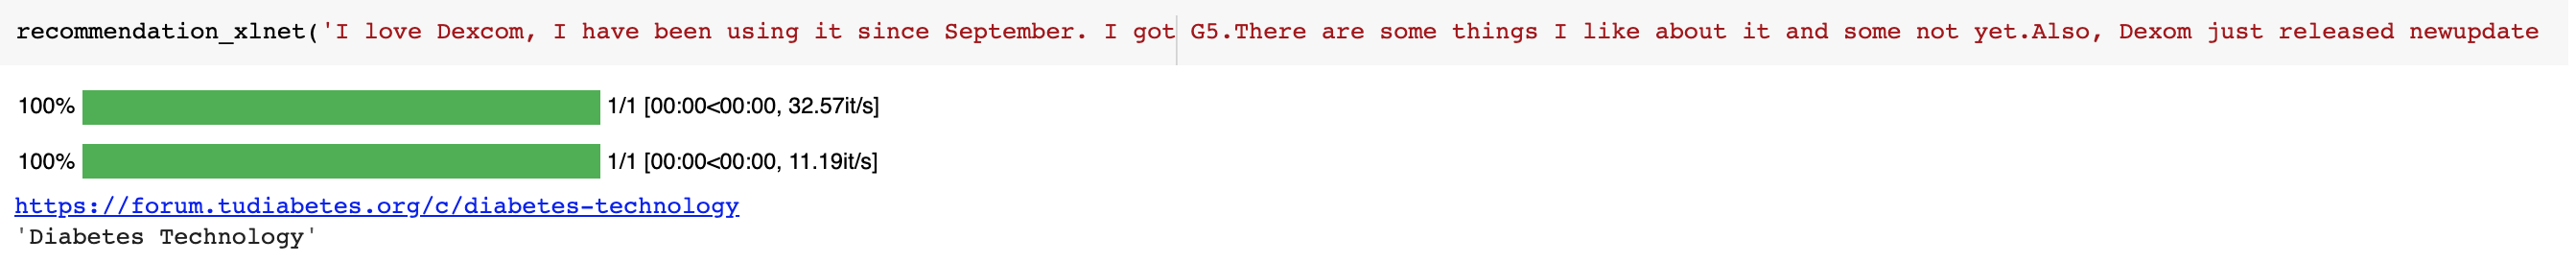 recommendation_xlnet('I love Dexcom, I have been using it since September. I got G5.There are some things I like about it and some not yet.Also, Dexom just released newupdate
100% 1/1 [00:00<00:00, 32.57it/s]
100% 1/1 [00:00<00:00, 11.19it/s]
https://forum.tudiabetes.org/c/diabetes-technology
'Diabetes Technology'